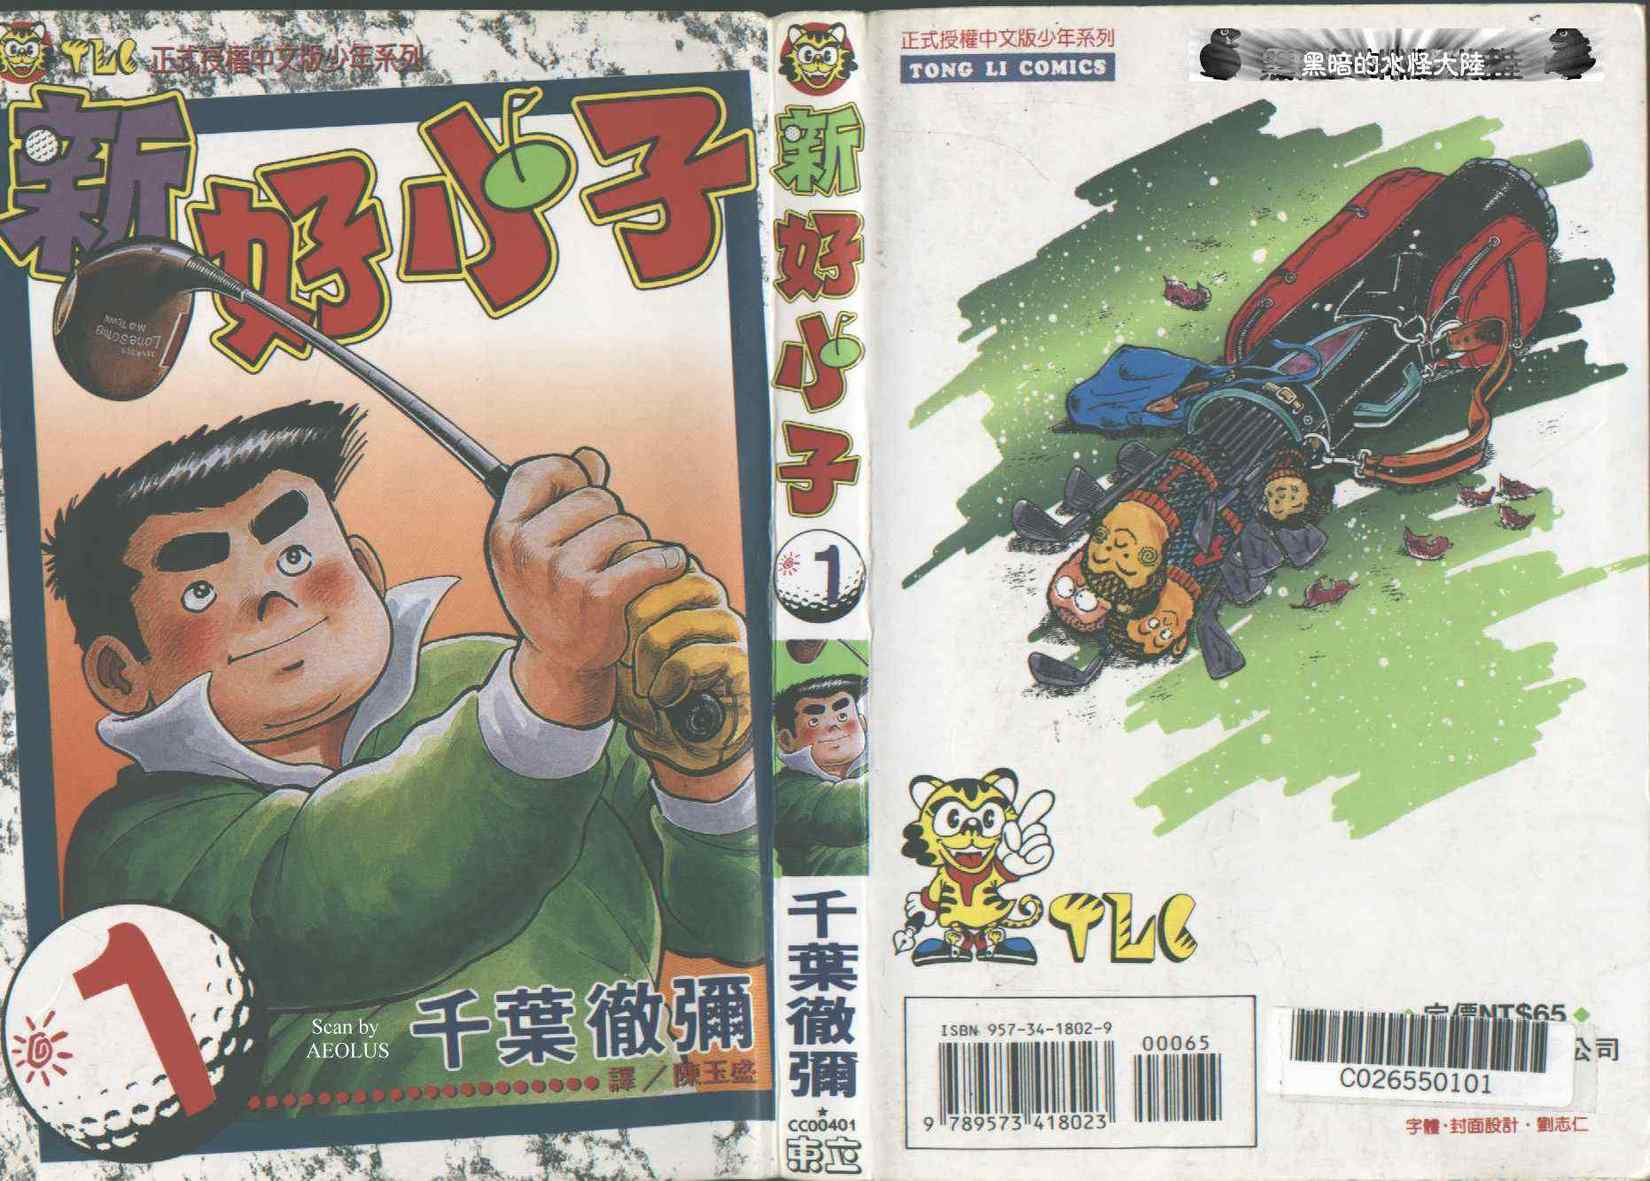 TLC 正式授權中文版少年系列
新好小子
LoneSong
1
Scan by
AEOLUS
千葉徹彌
譯／陳玉盛
新好小子
1
千葉徹彌
CC00401
東立
正式授權中文版少年系列
TONG LI COMICS
黑暗的水怪大陸
TLC
ISBN 957-34-1802-9
00065
9 789573 418023
定價NT$65
公司
C026550101
字體·封面設計·劉志仁